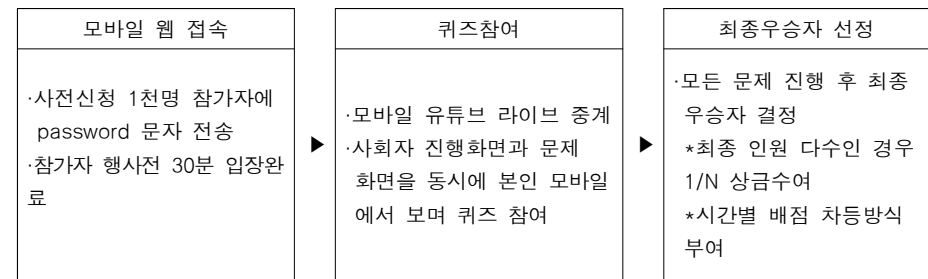 모바일 웹 접속
·사전신청 1천명 참가자에
password 문자 전송
·참가자 행사전 30분 입장완
료
▶
퀴즈참여
·모바일 유튜브 라이브 중계
·사회자 진행화면과 문제
화면을 동시에 본인 모바일
에서 보며 퀴즈 참여
▶
최종우승자 선정
·모든 문제 진행 후 최종
우승자 결정
*최종 인원 다수인 경우
1/N 상금수여
*시간별 배점 차등방식
부여